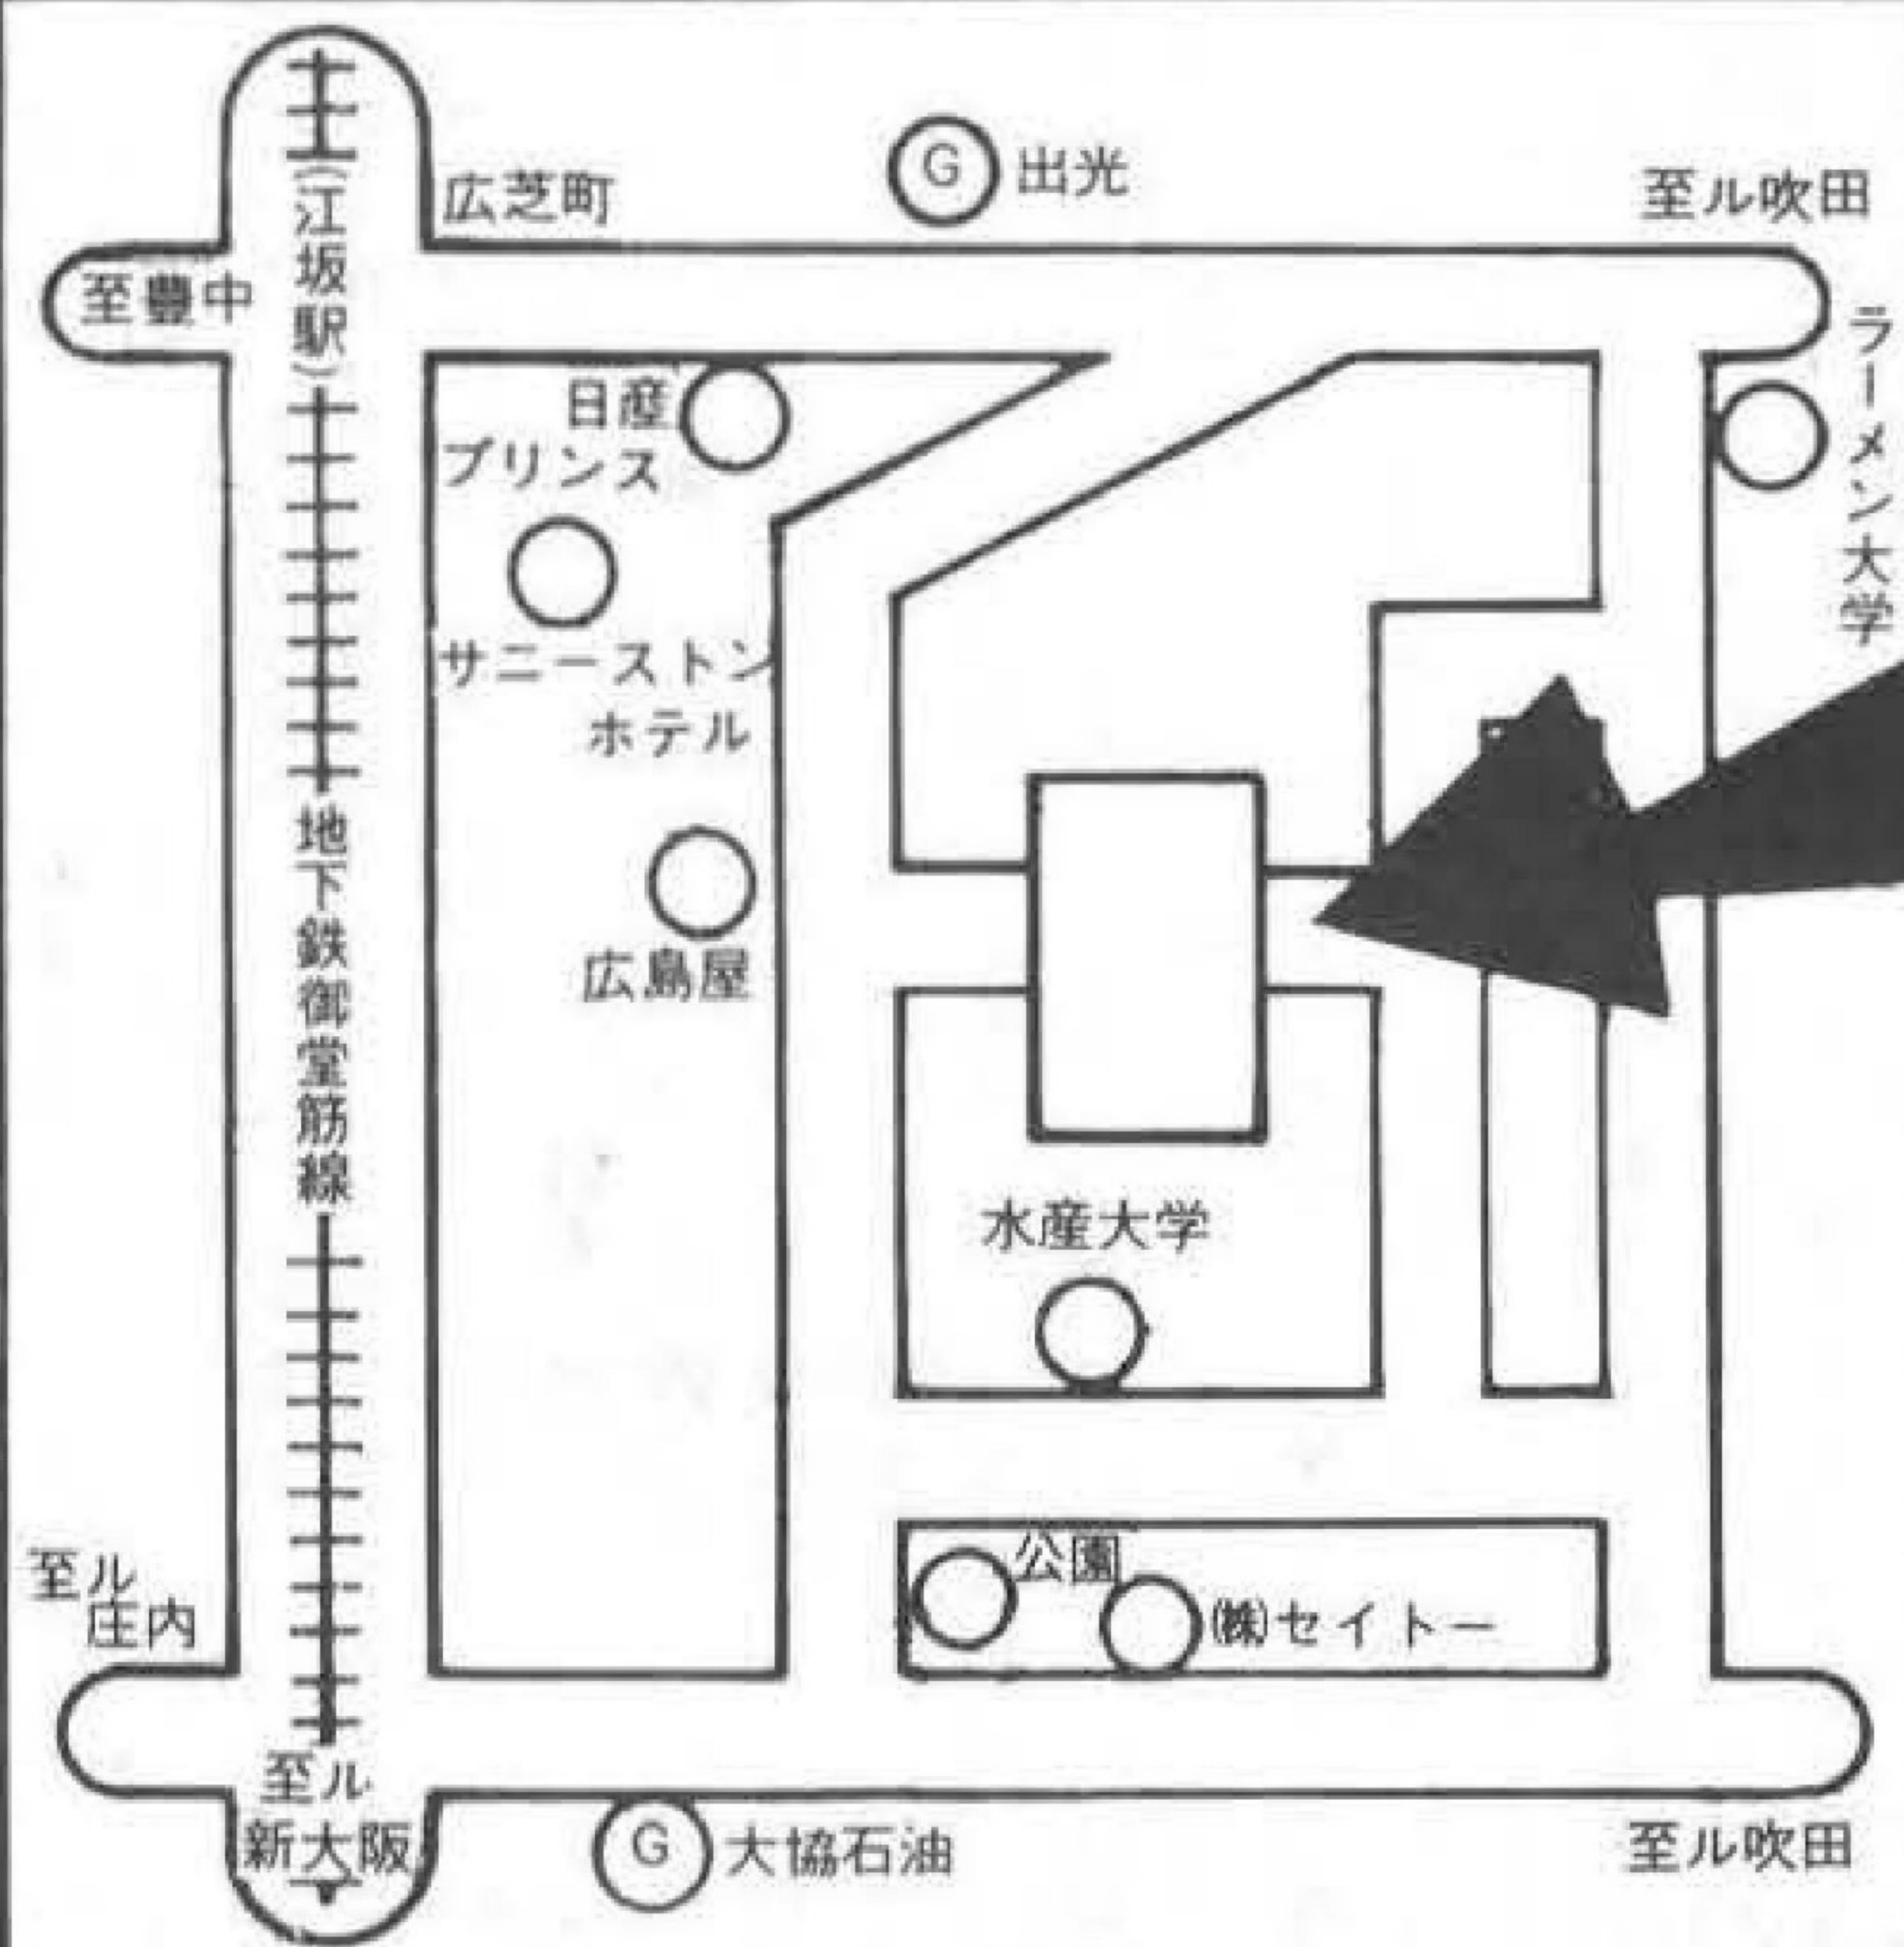 広芝町
G 出光
至ル吹田
(江坂駅)
至豊中
ラーメン大学
日産
プリンス
サニーストン
ホテル
地下鉄御堂筋線
広島屋
水産大学
公園
㈱セイトー
至ル
庄内
至ル
新大阪
G 大協石油
至ル吹田